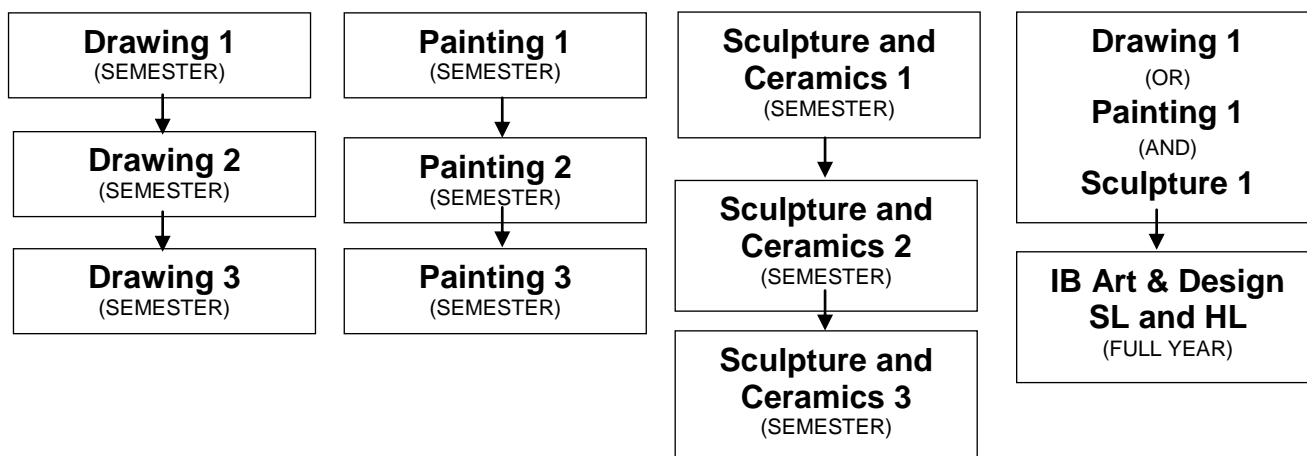 Drawing 1
(SEMESTER)
Drawing 2
(SEMESTER)
Drawing 3
(SEMESTER)
Painting 1
(SEMESTER)
Painting 2
(SEMESTER)
Painting 3
(SEMESTER)
Sculpture and
Ceramics 1
(SEMESTER)
Sculpture and
Ceramics 2
(SEMESTER)
Sculpture and
Ceramics 3
(SEMESTER)
Drawing 1
(OR)
Painting 1
(AND)
Sculpture 1
IB Art & Design
SL and HL
(FULL YEAR)